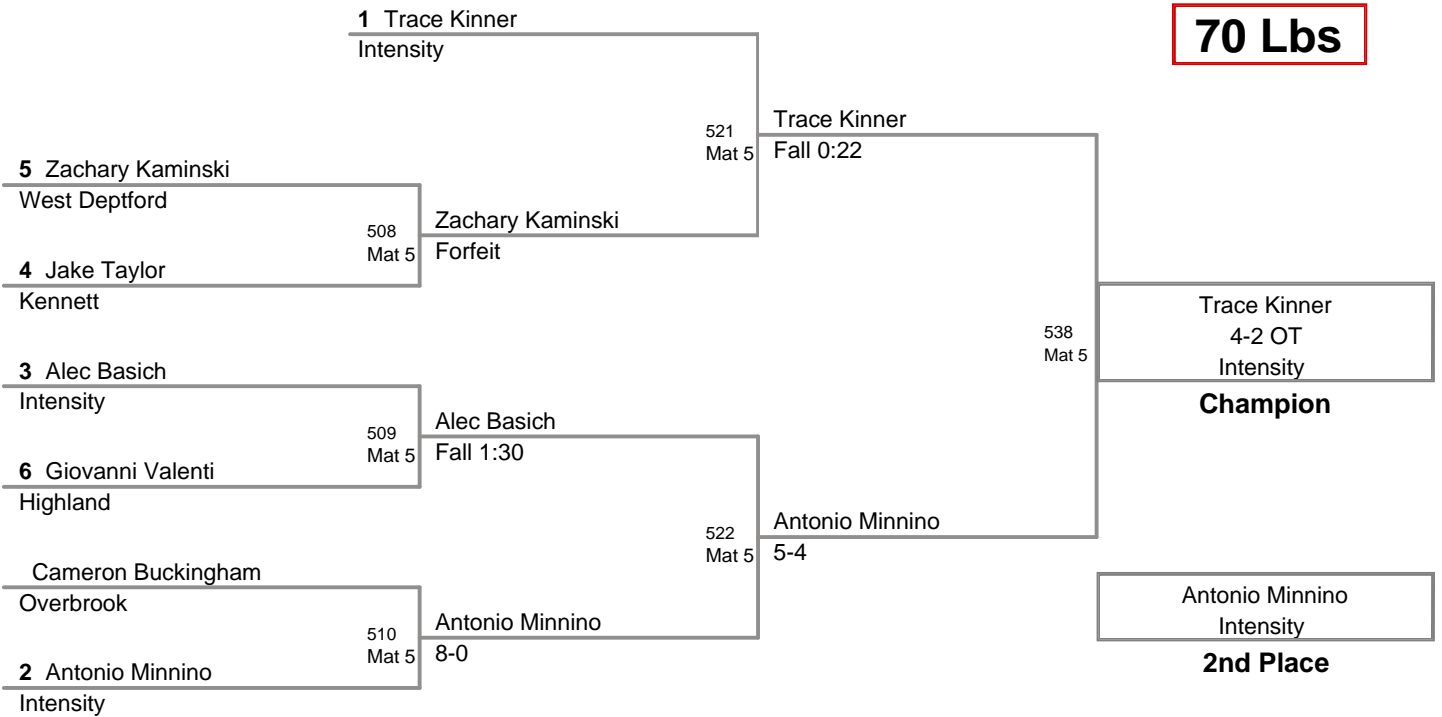 1 Trace Kinner
Intensity
70 Lbs
521
Mat 5
Trace Kinner
Fall 0:22
5 Zachary Kaminski
West Deptford
508
Mat 5
Zachary Kaminski
Forfeit
4 Jake Taylor
Kennett
538
Mat 5
Trace Kinner
4-2 OT
Intensity
Champion
3 Alec Basich
Intensity
509
Mat 5
Alec Basich
Fall 1:30
6 Giovanni Valenti
Highland
522
Mat 5
Antonio Minnino
5-4
Cameron Buckingham
Overbrook
510
Mat 5
Antonio Minnino
8-0
2 Antonio Minnino
Intensity
Antonio Minnino
Intensity
2nd Place